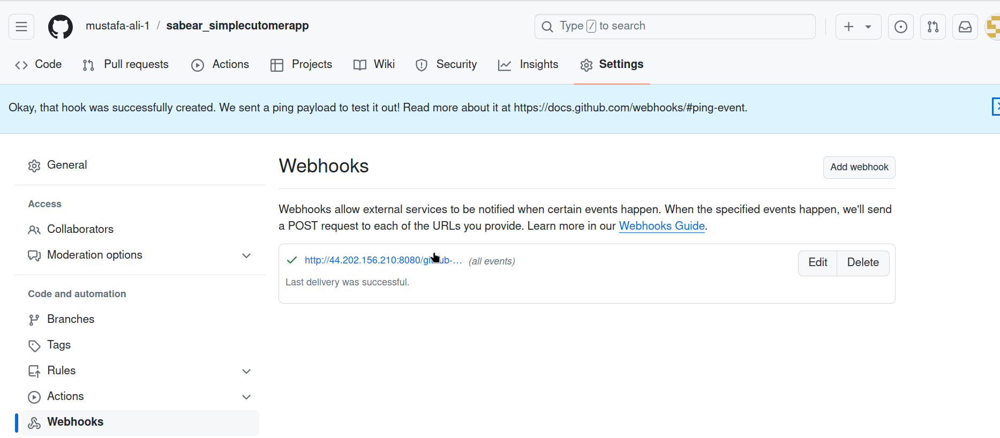 mustafa-ali-1 / sabear_simplecutomerapp
Type / to search
Code Pull requests Actions Projects Wiki Security Insights Settings
Okay, that hook was successfully created. We sent a ping payload to test it out! Read more about it at https://docs.github.com/webhooks/#ping-event.
General
Access
Collaborators
Moderation options
Code and automation
Branches
Tags
Rules
Actions
Webhooks
Webhooks
Add webhook
Webhooks allow external services to be notified when certain events happen. When the specified events happen, we'll send
a POST request to each of the URLs you provide. Learn more in our Webhooks Guide.
http://44.202.156.210:8080/github-… (all events)
Edit Delete
Last delivery was successful.